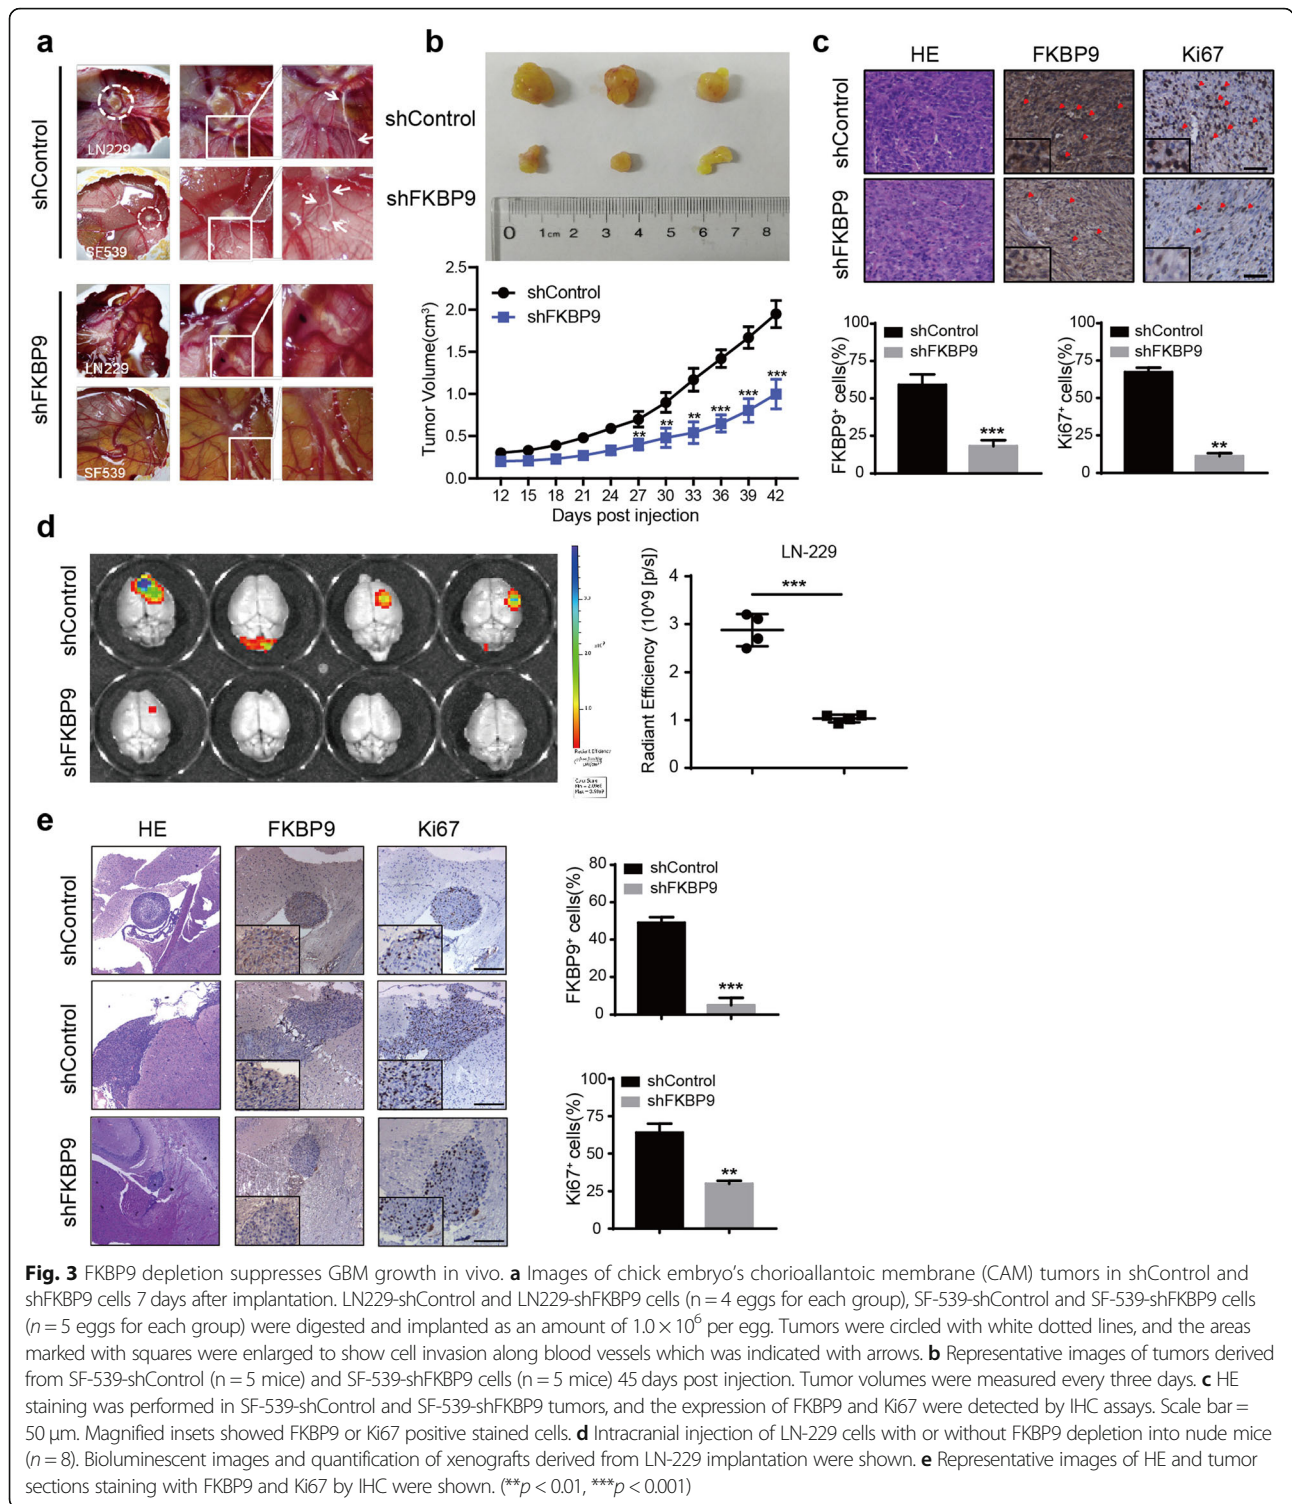 a
shControl
LN229
SF539
shFKBP9
LN229
SF539
b
shControl
shFKBP9
0 1cm 2 3 4 5 6 7 8
Tumor Volume(cm³)
2.5
2.0
1.5
1.0
0.5
0.0
shControl
shFKBP9
** ** ** *** *** ***
12 15 18 21 24 27 30 33 36 39 42
Days post injection
c
HE FKBP9 Ki67
shControl
shFKBP9
FKBP9⁺ cells(%)
100
75
50
25
0
shControl
shFKBP9
***
Ki67⁺ cells(%)
100
75
50
25
0
shControl
shFKBP9
**
d
shControl
shFKBP9
3.0
2.0
1.0
Radiant Efficiency
Color Scale
LN-229
Radiant Efficiency (10^9 [p/s])
4
3
2
1
0
***
e
HE FKBP9 Ki67
shControl
shControl
shFKBP9
FKBP9⁺ cells(%)
80
60
40
20
0
shControl
shFKBP9
***
Ki67⁺ cells(%)
100
75
50
25
0
shControl
shFKBP9
**
Fig. 3 FKBP9 depletion suppresses GBM growth in vivo. a Images of chick embryo's chorioallantoic membrane (CAM) tumors in shControl and
shFKBP9 cells 7 days after implantation. LN229-shControl and LN229-shFKBP9 cells (n = 4 eggs for each group), SF-539-shControl and SF-539-shFKBP9 cells
(n = 5 eggs for each group) were digested and implanted as an amount of 1.0 × 10⁶ per egg. Tumors were circled with white dotted lines, and the areas
marked with squares were enlarged to show cell invasion along blood vessels which was indicated with arrows. b Representative images of tumors derived
from SF-539-shControl (n = 5 mice) and SF-539-shFKBP9 cells (n = 5 mice) 45 days post injection. Tumor volumes were measured every three days. c HE
staining was performed in SF-539-shControl and SF-539-shFKBP9 tumors, and the expression of FKBP9 and Ki67 were detected by IHC assays. Scale bar =
50 μm. Magnified insets showed FKBP9 or Ki67 positive stained cells. d Intracranial injection of LN-229 cells with or without FKBP9 depletion into nude mice
(n = 8). Bioluminescent images and quantification of xenografts derived from LN-229 implantation were shown. e Representative images of HE and tumor
sections staining with FKBP9 and Ki67 by IHC were shown. (**p < 0.01, ***p < 0.001)